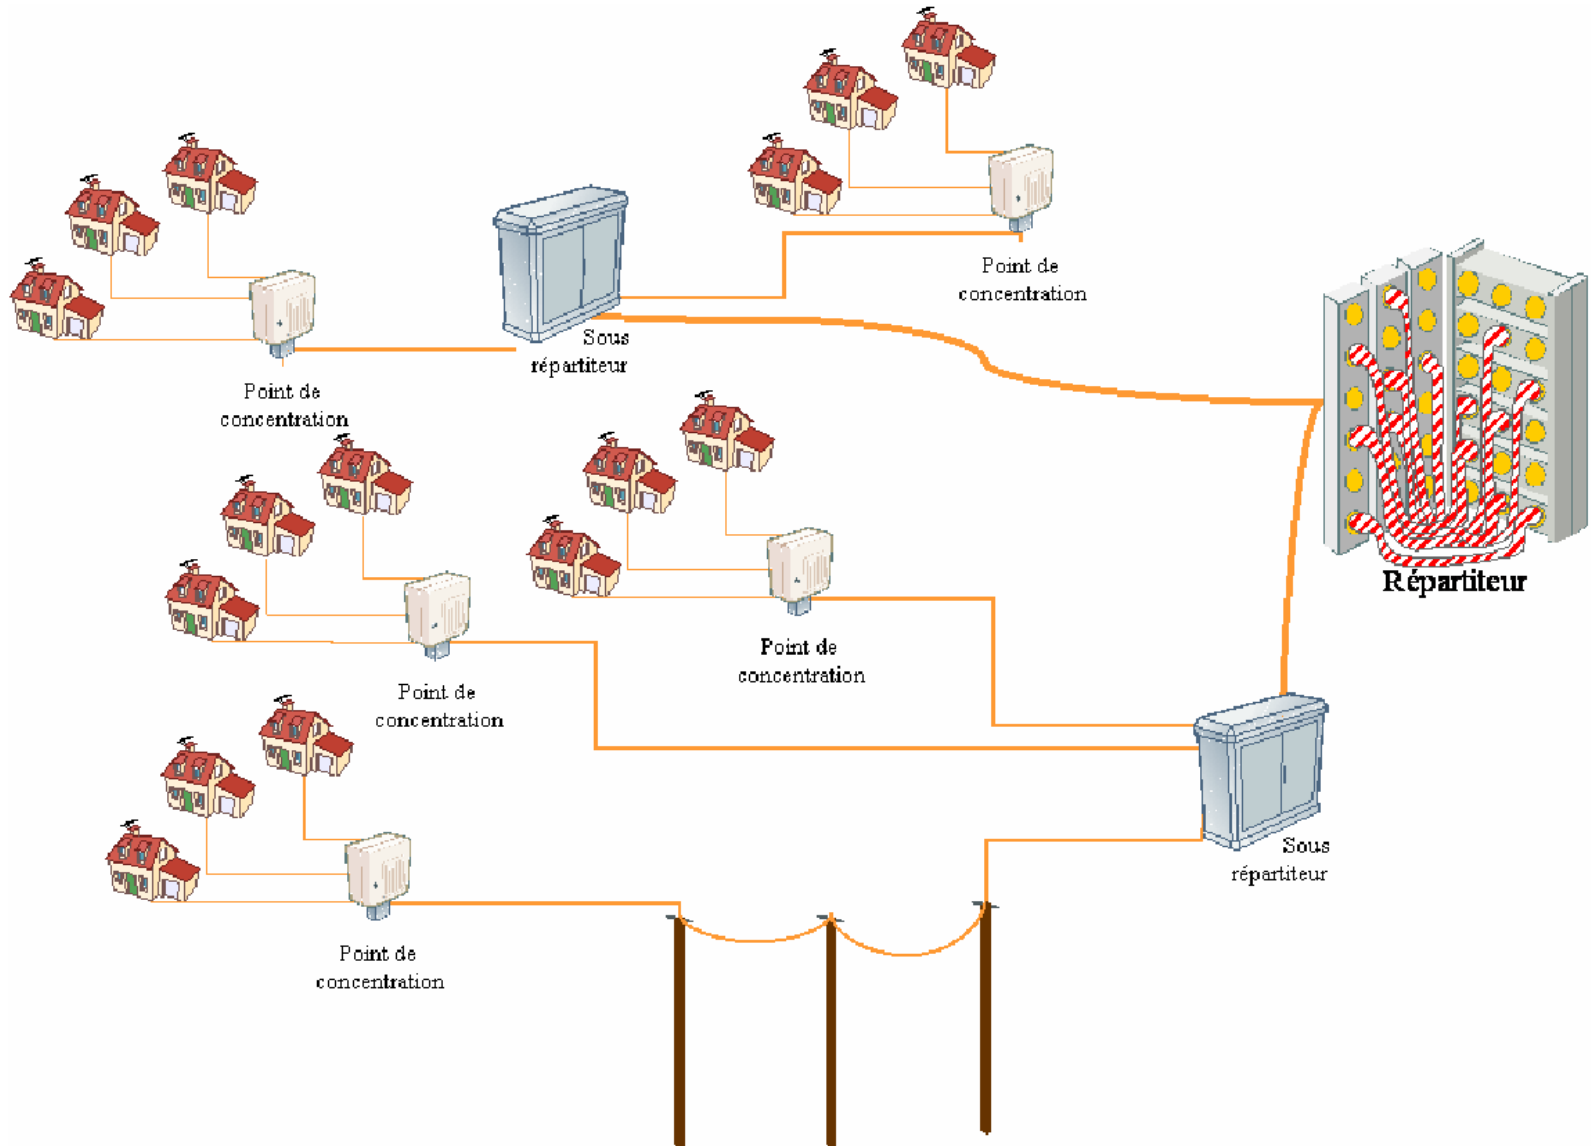 Point de
concentration
Sous
répartiteur
Point de
concentration
Répartiteur
Point de
concentration
Point de
concentration
Sous
répartiteur
Point de
concentration